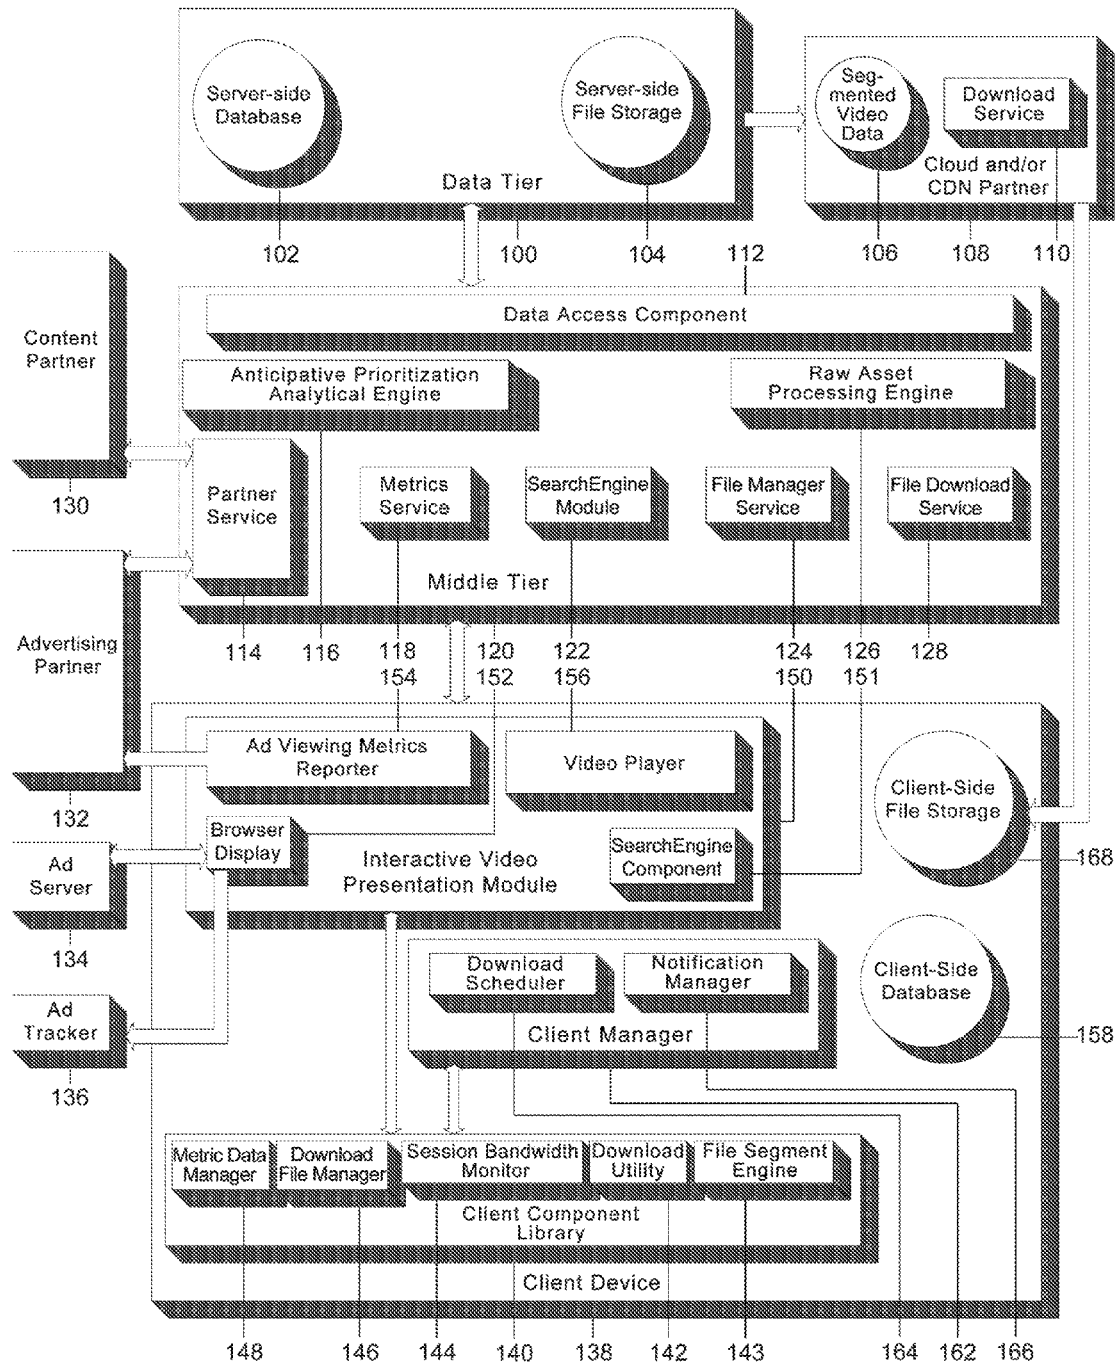 Server-side
Database
Server-side
File Storage
Data Tier
Seg-
mented
Video
Data
Download
Service
Cloud and/or
CDN Partner
102
100
104
112
106
108
110
Content
Partner
130
Data Access Component
Anticipative Prioritization
Analytical Engine
Raw Asset
Processing Engine
Partner
Service
Metrics
Service
SearchEngine
Module
File Manager
Service
File Download
Service
Middle Tier
114
116
118
120
122
124
126
128
154
152
156
150
151
Advertising
Partner
132
Ad Viewing Metrics
Reporter
Video Player
Browser
Display
Interactive Video
Presentation Module
SearchEngine
Component
Client-Side
File Storage
168
Ad
Server
134
Download
Scheduler
Notification
Manager
Client Manager
Client-Side
Database
158
Ad
Tracker
136
Metric Data
Manager
Download
File Manager
Session Bandwidth
Monitor
Download
Utility
File Segment
Engine
Client Component
Library
Client Device
148
146
144
140
138
142
143
164
162
166